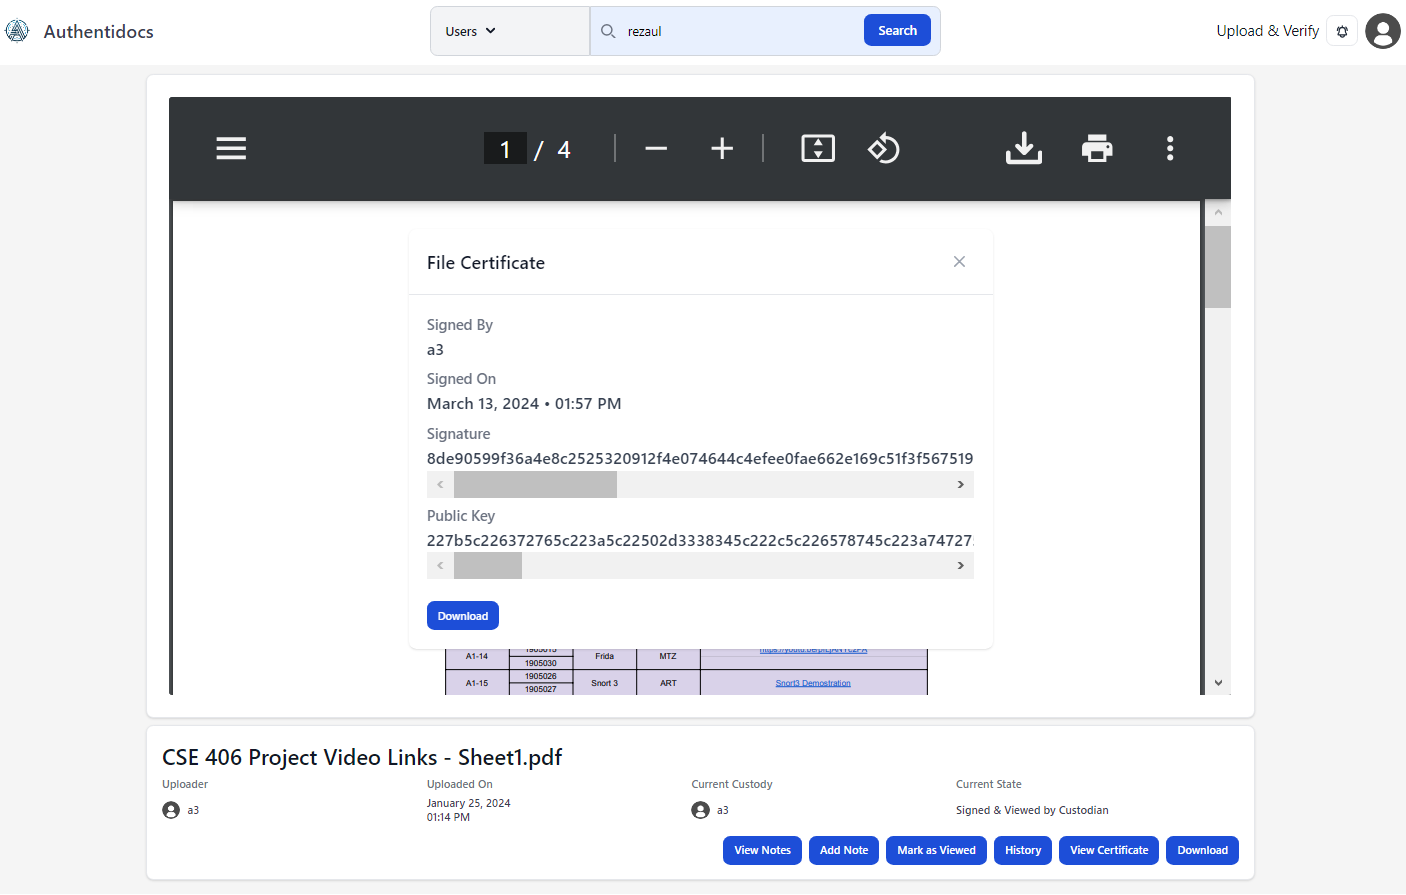 Authentidocs
Users
rezaul
Search
Upload & Verify
1 / 4
File Certificate
Signed By
a3
Signed On
March 13, 2024 • 01:57 PM
Signature
8de90599f36a4e8c2525320912f4e074644c4efee0fae662e169c51f3f567519
Public Key
227b5c226372765c223a5c22502d3338345c222c5c226578745c223a74727
Download
A1-14
1905030
Frida
MTZ
A1-15
1905026
1905027
Snort 3
ART
Snort3 Demostration
CSE 406 Project Video Links - Sheet1.pdf
Uploader
a3
Uploaded On
January 25, 2024
01:14 PM
Current Custody
a3
Current State
Signed & Viewed by Custodian
View Notes
Add Note
Mark as Viewed
History
View Certificate
Download